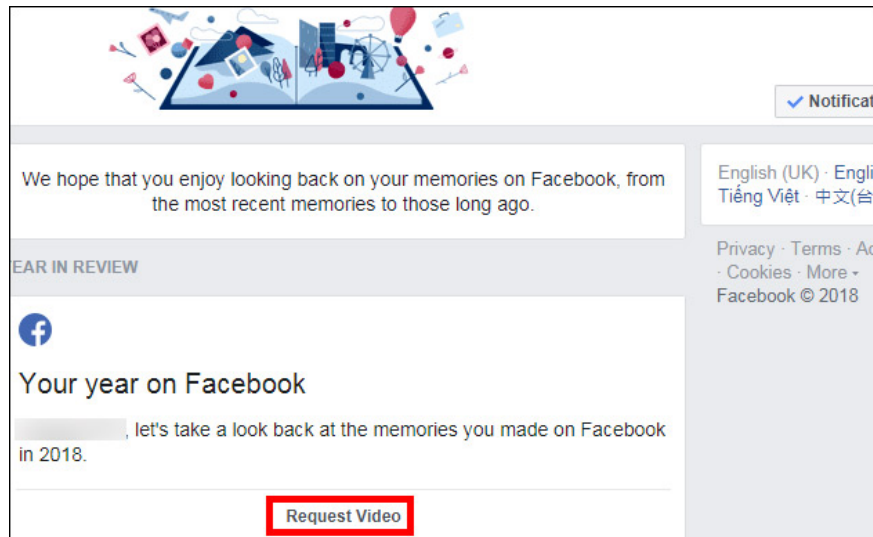 Notificat
We hope that you enjoy looking back on your memories on Facebook, from
the most recent memories to those long ago.
English (UK) · Engli
Tiếng Việt · 中文(台
Privacy · Terms · Ad
· Cookies · More
Facebook © 2018
EAR IN REVIEW
Your year on Facebook
, let's take a look back at the memories you made on Facebook
in 2018.
Request Video